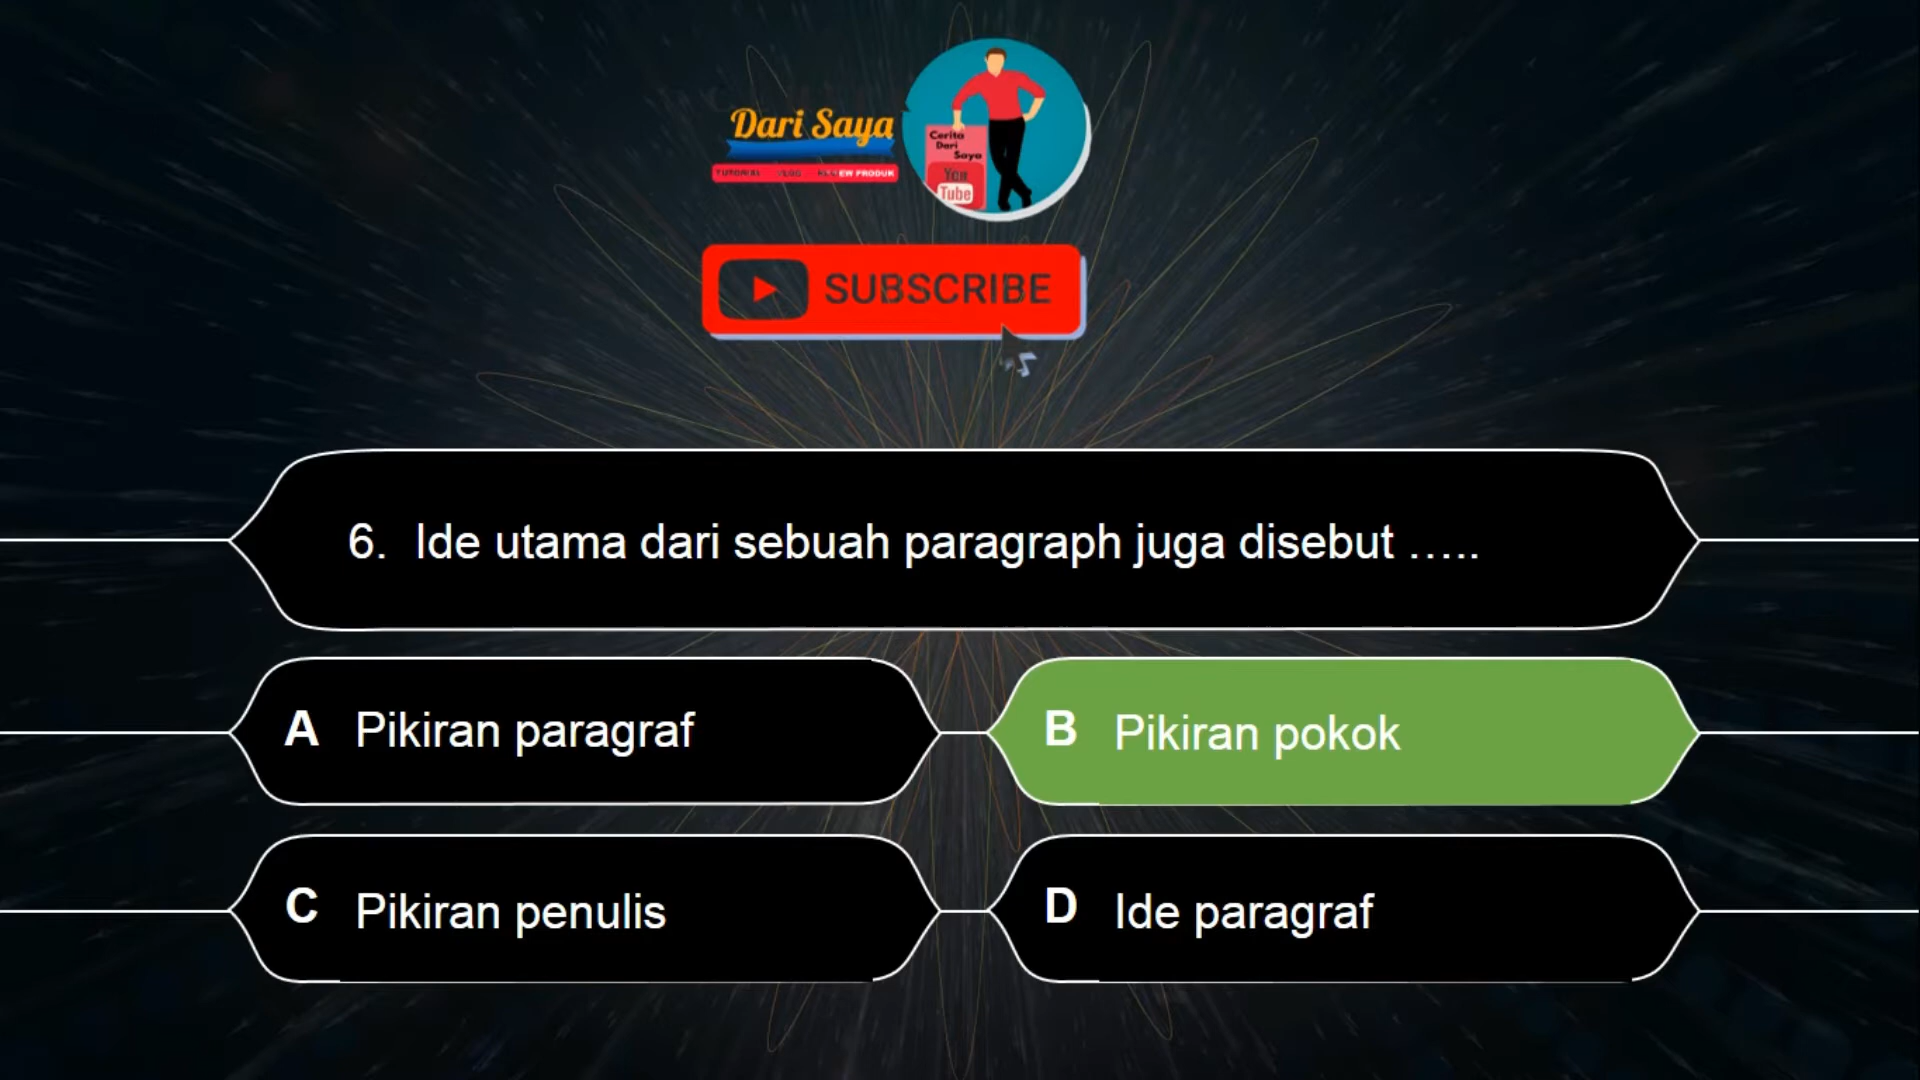 Dari Saya
TUTORIAL VLOG REVIEW PRODUK
Cerita
Dari
Saya
You
Tube
SUBSCRIBE
6. Ide utama dari sebuah paragraph juga disebut …..
A Pikiran paragraf
B Pikiran pokok
C Pikiran penulis
D Ide paragraf